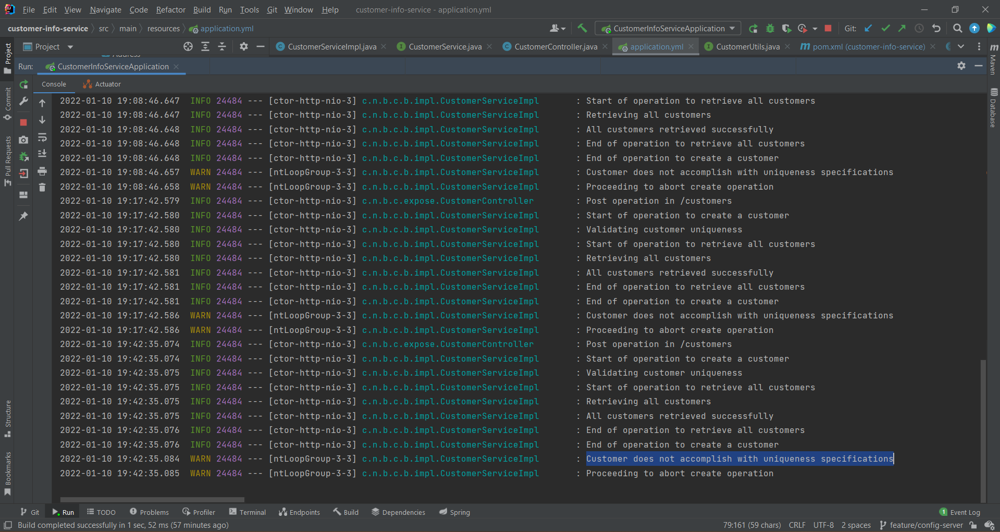 File Edit View Navigate Code Refactor Build Run Tools Git Window Help customer-info-service - application.yml
customer-info-service src main resources application.yml CustomerInfoServiceApplication Git:
Project CustomerServiceImpl.java CustomerService.java CustomerController.java application.yml CustomerUtils.java pom.xml (customer-info-service)
Address
Run: CustomerInfoServiceApplication
Console Actuator
2022-01-10 19:08:46.647 INFO 24484 --- [ctor-http-nio-3] c.n.b.c.b.impl.CustomerServiceImpl : Start of operation to retrieve all customers
2022-01-10 19:08:46.647 INFO 24484 --- [ctor-http-nio-3] c.n.b.c.b.impl.CustomerServiceImpl : Retrieving all customers
2022-01-10 19:08:46.648 INFO 24484 --- [ctor-http-nio-3] c.n.b.c.b.impl.CustomerServiceImpl : All customers retrieved successfully
2022-01-10 19:08:46.648 INFO 24484 --- [ctor-http-nio-3] c.n.b.c.b.impl.CustomerServiceImpl : End of operation to retrieve all customers
2022-01-10 19:08:46.648 INFO 24484 --- [ctor-http-nio-3] c.n.b.c.b.impl.CustomerServiceImpl : End of operation to create a customer
2022-01-10 19:08:46.657 WARN 24484 --- [ntLoopGroup-3-3] c.n.b.c.b.impl.CustomerServiceImpl : Customer does not accomplish with uniqueness specifications
2022-01-10 19:08:46.658 WARN 24484 --- [ntLoopGroup-3-3] c.n.b.c.b.impl.CustomerServiceImpl : Proceeding to abort create operation
2022-01-10 19:17:42.579 INFO 24484 --- [ctor-http-nio-3] c.n.b.c.expose.CustomerController : Post operation in /customers
2022-01-10 19:17:42.580 INFO 24484 --- [ctor-http-nio-3] c.n.b.c.b.impl.CustomerServiceImpl : Start of operation to create a customer
2022-01-10 19:17:42.580 INFO 24484 --- [ctor-http-nio-3] c.n.b.c.b.impl.CustomerServiceImpl : Validating customer uniqueness
2022-01-10 19:17:42.580 INFO 24484 --- [ctor-http-nio-3] c.n.b.c.b.impl.CustomerServiceImpl : Start of operation to retrieve all customers
2022-01-10 19:17:42.580 INFO 24484 --- [ctor-http-nio-3] c.n.b.c.b.impl.CustomerServiceImpl : Retrieving all customers
2022-01-10 19:17:42.581 INFO 24484 --- [ctor-http-nio-3] c.n.b.c.b.impl.CustomerServiceImpl : All customers retrieved successfully
2022-01-10 19:17:42.581 INFO 24484 --- [ctor-http-nio-3] c.n.b.c.b.impl.CustomerServiceImpl : End of operation to retrieve all customers
2022-01-10 19:17:42.581 INFO 24484 --- [ctor-http-nio-3] c.n.b.c.b.impl.CustomerServiceImpl : End of operation to create a customer
2022-01-10 19:17:42.586 WARN 24484 --- [ntLoopGroup-3-3] c.n.b.c.b.impl.CustomerServiceImpl : Customer does not accomplish with uniqueness specifications
2022-01-10 19:17:42.586 WARN 24484 --- [ntLoopGroup-3-3] c.n.b.c.b.impl.CustomerServiceImpl : Proceeding to abort create operation
2022-01-10 19:42:35.074 INFO 24484 --- [ctor-http-nio-3] c.n.b.c.expose.CustomerController : Post operation in /customers
2022-01-10 19:42:35.074 INFO 24484 --- [ctor-http-nio-3] c.n.b.c.b.impl.CustomerServiceImpl : Start of operation to create a customer
2022-01-10 19:42:35.075 INFO 24484 --- [ctor-http-nio-3] c.n.b.c.b.impl.CustomerServiceImpl : Validating customer uniqueness
2022-01-10 19:42:35.075 INFO 24484 --- [ctor-http-nio-3] c.n.b.c.b.impl.CustomerServiceImpl : Start of operation to retrieve all customers
2022-01-10 19:42:35.075 INFO 24484 --- [ctor-http-nio-3] c.n.b.c.b.impl.CustomerServiceImpl : Retrieving all customers
2022-01-10 19:42:35.075 INFO 24484 --- [ctor-http-nio-3] c.n.b.c.b.impl.CustomerServiceImpl : All customers retrieved successfully
2022-01-10 19:42:35.076 INFO 24484 --- [ctor-http-nio-3] c.n.b.c.b.impl.CustomerServiceImpl : End of operation to retrieve all customers
2022-01-10 19:42:35.076 INFO 24484 --- [ctor-http-nio-3] c.n.b.c.b.impl.CustomerServiceImpl : End of operation to create a customer
2022-01-10 19:42:35.084 WARN 24484 --- [ntLoopGroup-3-3] c.n.b.c.b.impl.CustomerServiceImpl : Customer does not accomplish with uniqueness specifications
2022-01-10 19:42:35.085 WARN 24484 --- [ntLoopGroup-3-3] c.n.b.c.b.impl.CustomerServiceImpl : Proceeding to abort create operation
Project
Commit
Pull Requests
Structure
Bookmarks
Maven
Database
Git Run TODO Problems Profiler Terminal Endpoints Build Dependencies Spring 1 Event Log
Build completed successfully in 1 sec, 52 ms (57 minutes ago) 79:161 (59 chars) CRLF UTF-8 2 spaces feature/config-server